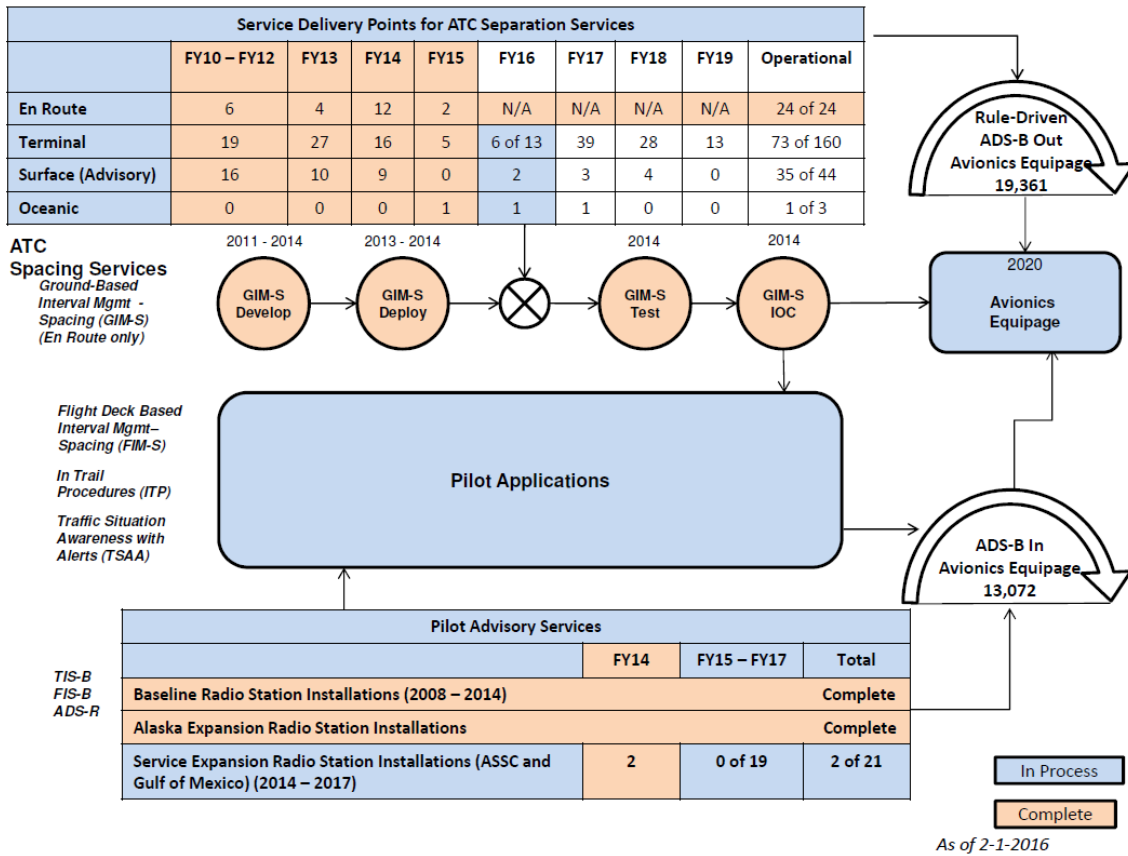 Service Delivery Points for ATC Separation Services
FY10 – FY12 FY13 FY14 FY15 FY16 FY17 FY18 FY19 Operational
En Route 6 4 12 2 N/A N/A N/A N/A 24 of 24
Terminal 19 27 16 5 6 of 13 39 28 13 73 of 160
Surface (Advisory) 16 10 9 0 2 3 4 0 35 of 44
Oceanic 0 0 0 1 1 1 0 0 1 of 3
Rule-Driven
ADS-B Out
Avionics Equipage
19,361
ATC
Spacing Services
Ground-Based
Interval Mgmt -
Spacing (GIM-S)
(En Route only)
2011 - 2014
GIM-S
Develop
2013 - 2014
GIM-S
Deploy
2014
GIM-S
Test
2014
GIM-S
IOC
2020
Avionics
Equipage
Flight Deck Based
Interval Mgmt–
Spacing (FIM-S)
In Trail
Procedures (ITP)
Traffic Situation
Awareness with
Alerts (TSAA)
Pilot Applications
ADS-B In
Avionics Equipage
13,072
TIS-B
FIS-B
ADS-R
Pilot Advisory Services
FY14 FY15 – FY17 Total
Baseline Radio Station Installations (2008 – 2014) Complete
Alaska Expansion Radio Station Installations Complete
Service Expansion Radio Station Installations (ASSC and
Gulf of Mexico) (2014 – 2017) 2 0 of 19 2 of 21
In Process
Complete
As of 2-1-2016